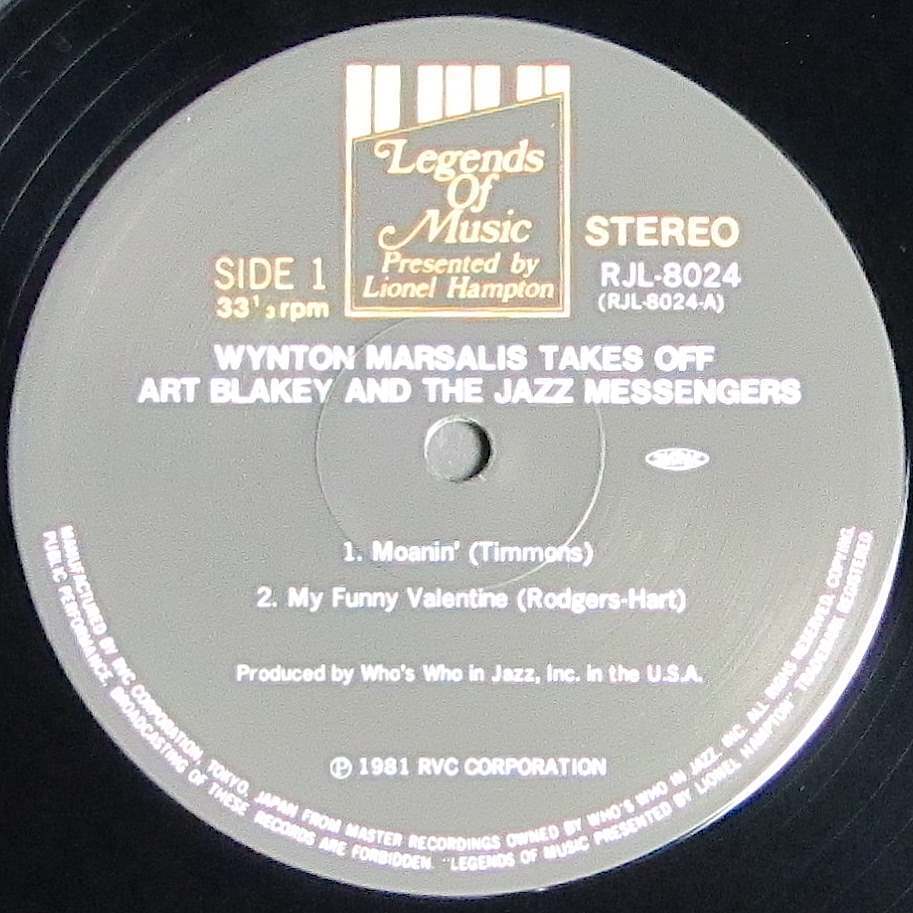 Legends
Of
Music
Presented by
Lionel Hampton
SIDE 1
33 1/3 rpm
STEREO
RJL-8024
(RJL-8024-A)
WYNTON MARSALIS TAKES OFF
ART BLAKEY AND THE JAZZ MESSENGERS
1. Moanin' (Timmons)
2. My Funny Valentine (Rodgers-Hart)
Produced by Who's Who in Jazz, Inc. in the U.S.A.
Ⓟ 1981 RVC CORPORATION
MANUFACTURED BY RVC CORPORATION, TOKYO, JAPAN FROM MASTER RECORDINGS OWNED BY WHO'S WHO IN JAZZ, INC. ALL RIGHTS RESERVED. COPYING,
PUBLIC PERFORMANCE, BROADCASTING OF THESE RECORDS ARE FORBIDDEN. "LEGENDS OF MUSIC PRESENTED BY LIONEL HAMPTON" TRADEMARK REGISTERED.